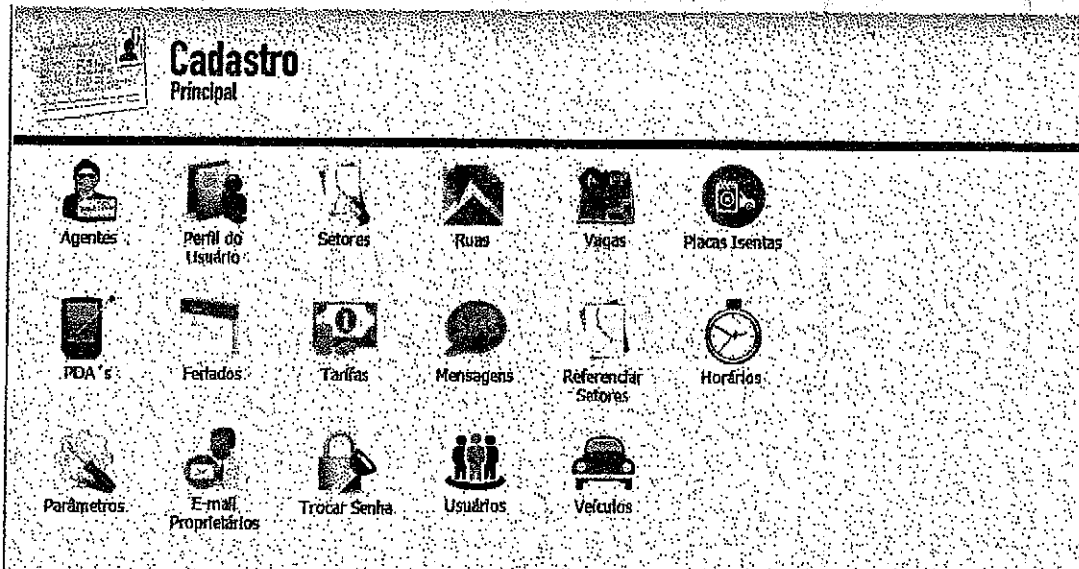 Cadastro
Principal
Agentes
Perfil do
Usuário
Setores
Ruas
Vagas
Placas Isentas
PDA´s
Feriados
Tarifas
Mensagens
Referenciar
Setores
Horários
Parâmetros
E-mail
Proprietários
Trocar Senha
Usuários
Veículos